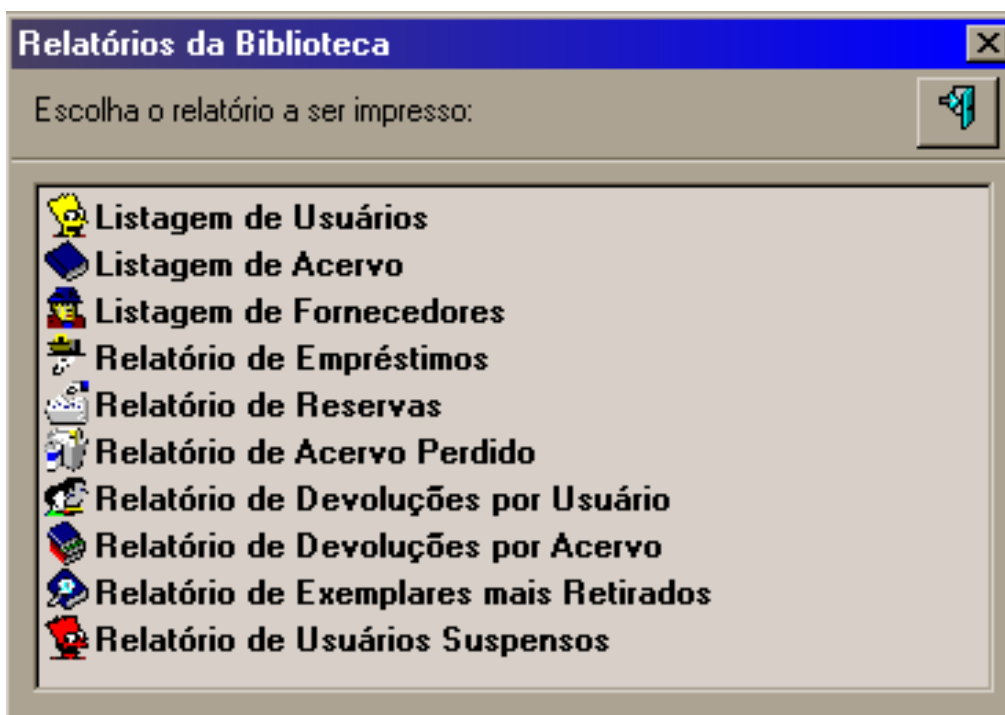 Relatórios da Biblioteca
Escolha o relatório a ser impresso:
Listagem de Usuários
Listagem de Acervo
Listagem de Fornecedores
Relatório de Empréstimos
Relatório de Reservas
Relatório de Acervo Perdido
Relatório de Devoluções por Usuário
Relatório de Devoluções por Acervo
Relatório de Exemplares mais Retirados
Relatório de Usuários Suspensos